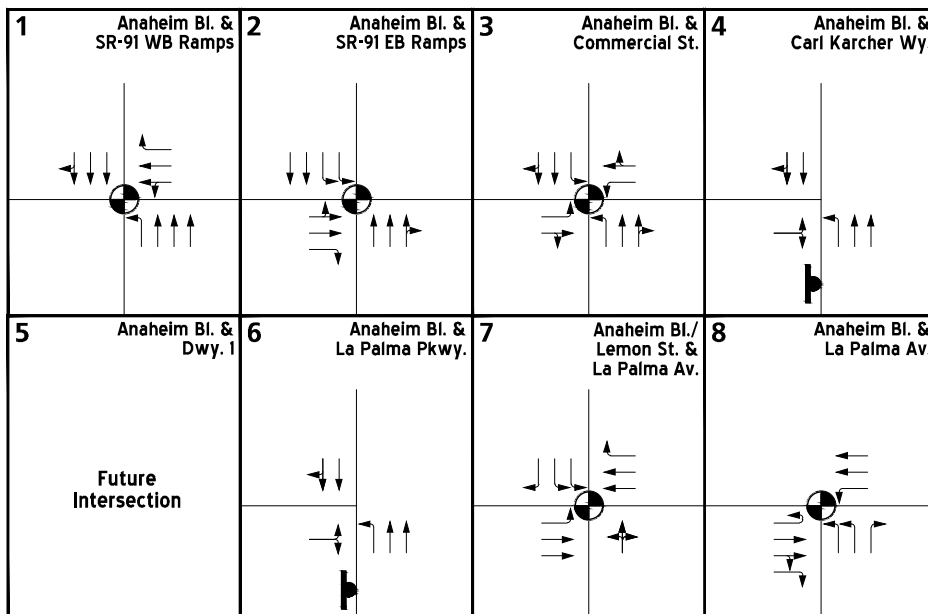 1
Anaheim Bl. &
SR-91 WB Ramps
2
Anaheim Bl. &
SR-91 EB Ramps
3
Anaheim Bl. &
Commercial St.
4
Anaheim Bl. &
Carl Karcher Wy.
5
Anaheim Bl. &
Dwy. 1
Future
Intersection
6
Anaheim Bl. &
La Palma Pkwy.
7
Anaheim Bl./
Lemon St. &
La Palma Av.
8
Anaheim Bl. &
La Palma Av.